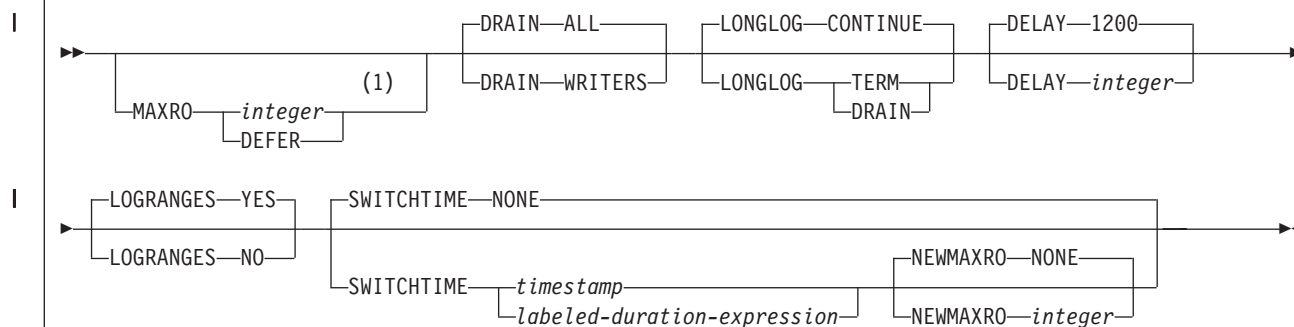 DRAIN ALL LONGLOG CONTINUE DELAY 1200
(1) DRAIN WRITERS LONGLOG TERM DELAY integer
MAXRO integer DRAIN
DEFER
LOGRANGES YES SWITCHTIME NONE
LOGRANGES NO NEWMAXRO NONE
SWITCHTIME timestamp
labeled-duration-expression NEWMAXRO integer